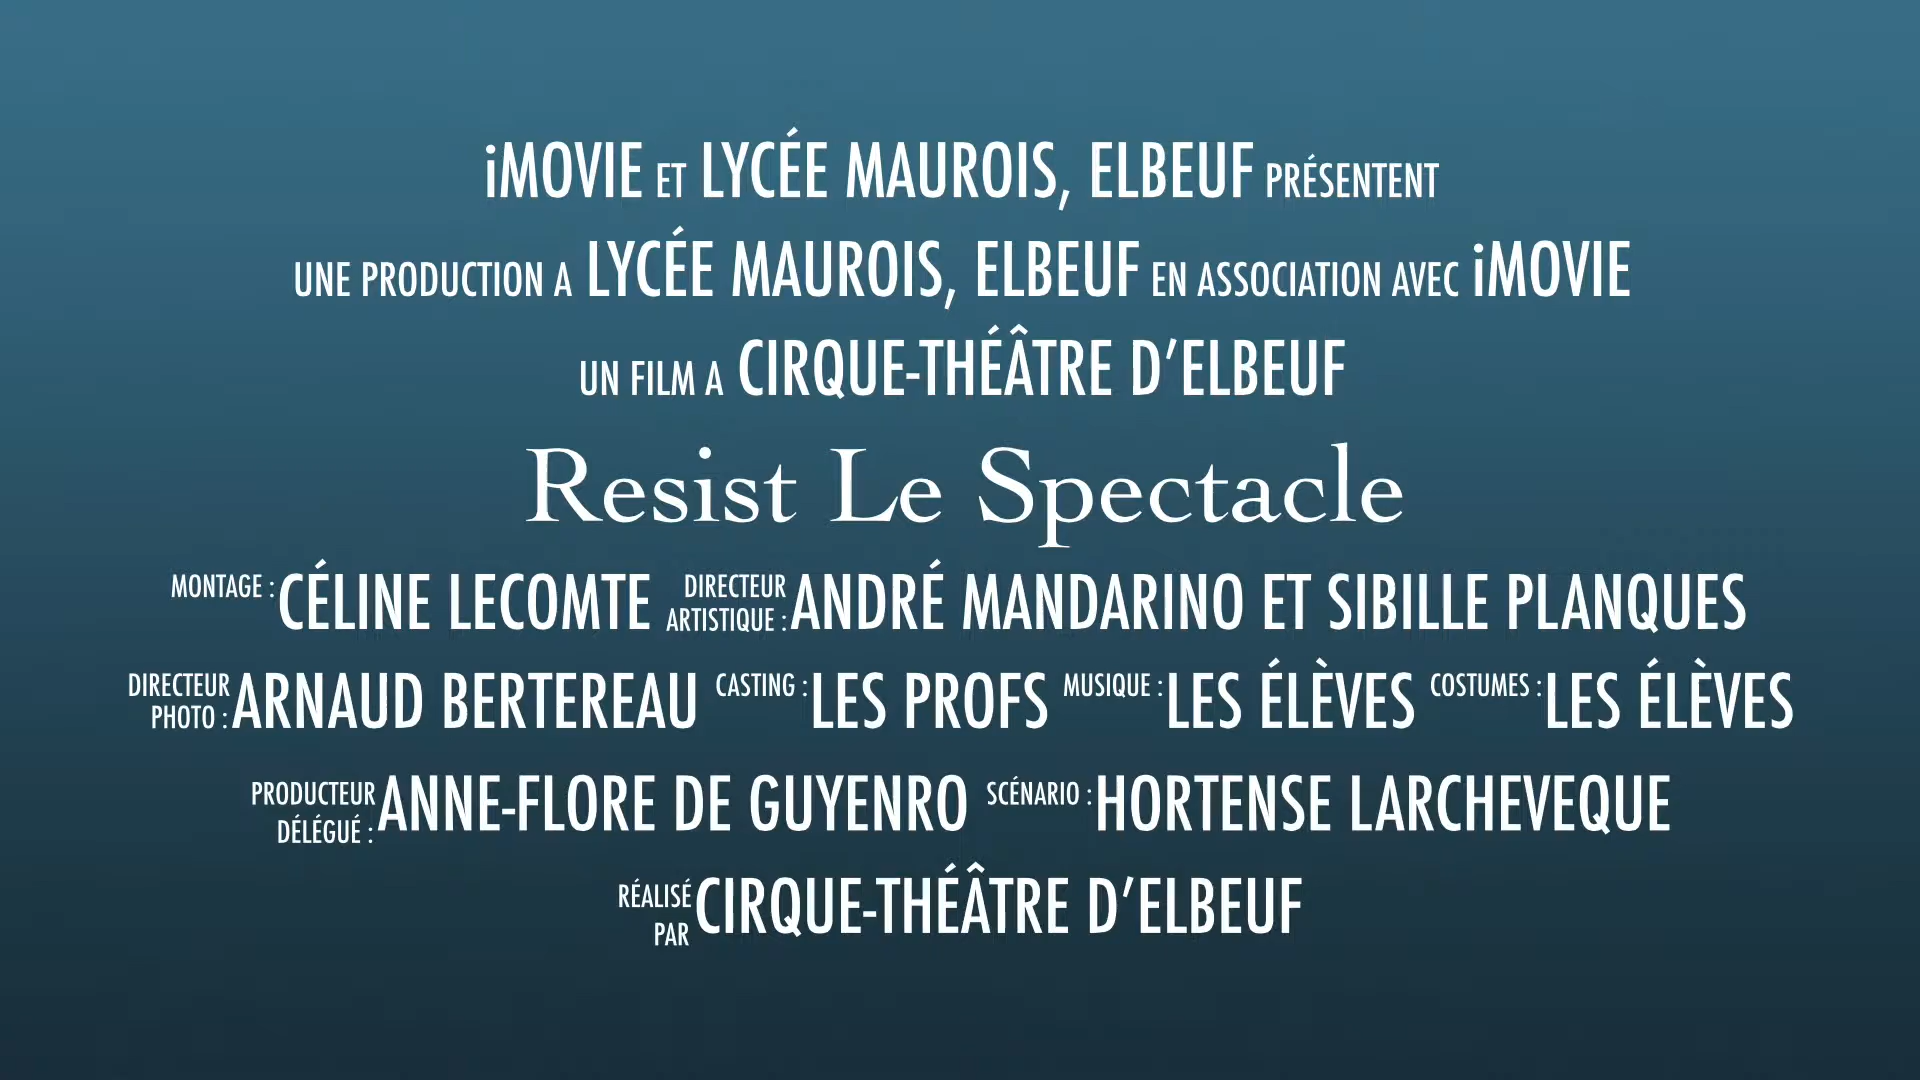 iMOVIE ET LYCÉE MAUROIS, ELBEUF PRÉSENTENT
UNE PRODUCTION A LYCÉE MAUROIS, ELBEUF EN ASSOCIATION AVEC iMOVIE
UN FILM A CIRQUE-THÉÂTRE D’ELBEUF
Resist Le Spectacle
MONTAGE : CÉLINE LECOMTE DIRECTEUR ARTISTIQUE : ANDRÉ MANDARINO ET SIBILLE PLANQUES
DIRECTEUR PHOTO : ARNAUD BERTEREAU CASTING : LES PROFS MUSIQUE : LES ÉLÈVES COSTUMES : LES ÉLÈVES
PRODUCTEUR DÉLÉGUÉ : ANNE-FLORE DE GUYENRO SCÉNARIO : HORTENSE LARCHEVEQUE
RÉALISÉ PAR CIRQUE-THÉÂTRE D’ELBEUF